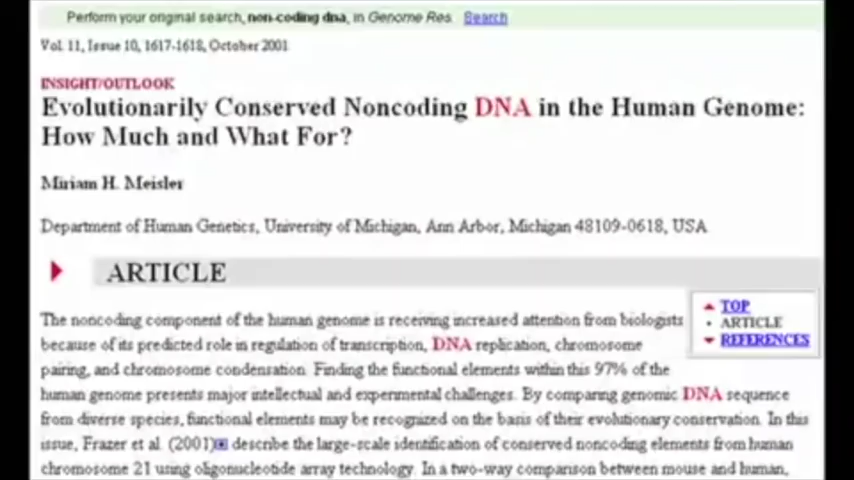 Perform your original search, non-coding dna, in Genome Res. Search
Vol. 11, Issue 10, 1617-1618, October 2001
INSIGHT/OUTLOOK
Evolutionarily Conserved Noncoding DNA in the Human Genome:
How Much and What For?
Miriam H. Meisler
Department of Human Genetics, University of Michigan, Ann Arbor, Michigan 48109-0618, USA
ARTICLE
TOP
ARTICLE
REFERENCES
The noncoding component of the human genome is receiving increased attention from biologists
because of its predicted role in regulation of transcription, DNA replication, chromosome
pairing, and chromosome condensation. Finding the functional elements within this 97% of the
human genome presents major intellectual and experimental challenges. By comparing genomic DNA sequence
from diverse species, functional elements may be recognized on the basis of their evolutionary conservation. In this
issue, Frazer et al. (2001) describe the large-scale identification of conserved noncoding elements from human
chromosome 21 using oligonucleotide array technology. In a two-way comparison between mouse and human,